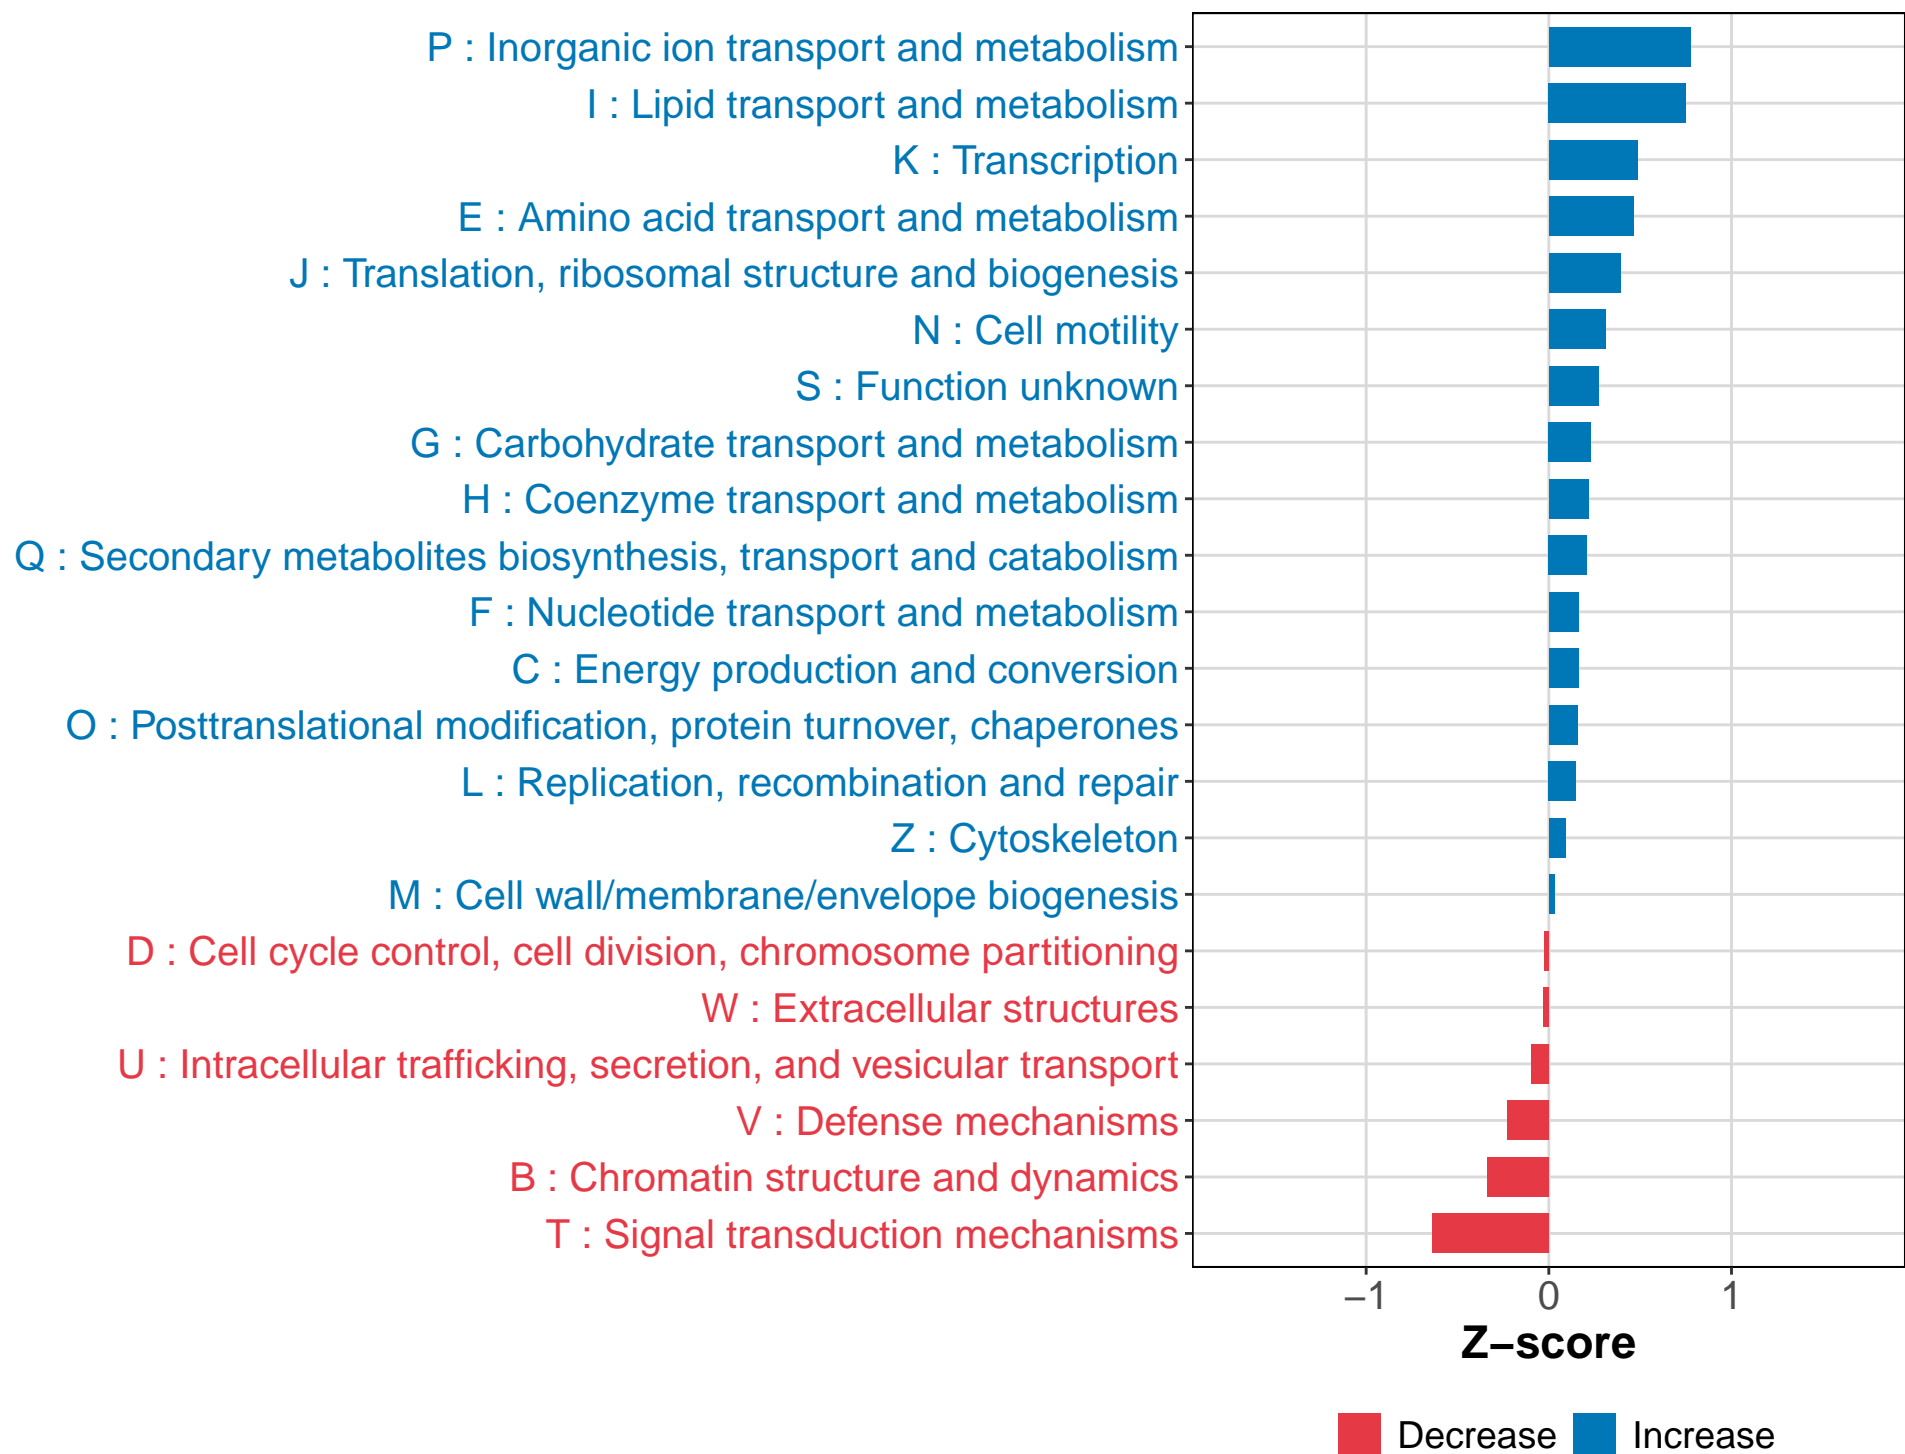 P : Inorganic ion transport and metabolism
I : Lipid transport and metabolism
K : Transcription
E : Amino acid transport and metabolism
J : Translation, ribosomal structure and biogenesis
N : Cell motility
S : Function unknown
G : Carbohydrate transport and metabolism
H : Coenzyme transport and metabolism
Q : Secondary metabolites biosynthesis, transport and catabolism
F : Nucleotide transport and metabolism
C : Energy production and conversion
O : Posttranslational modification, protein turnover, chaperones
L : Replication, recombination and repair
Z : Cytoskeleton
M : Cell wall/membrane/envelope biogenesis
D : Cell cycle control, cell division, chromosome partitioning
W : Extracellular structures
U : Intracellular trafficking, secretion, and vesicular transport
V : Defense mechanisms
B : Chromatin structure and dynamics
T : Signal transduction mechanisms
−1 0 1
Z−score
Decrease Increase